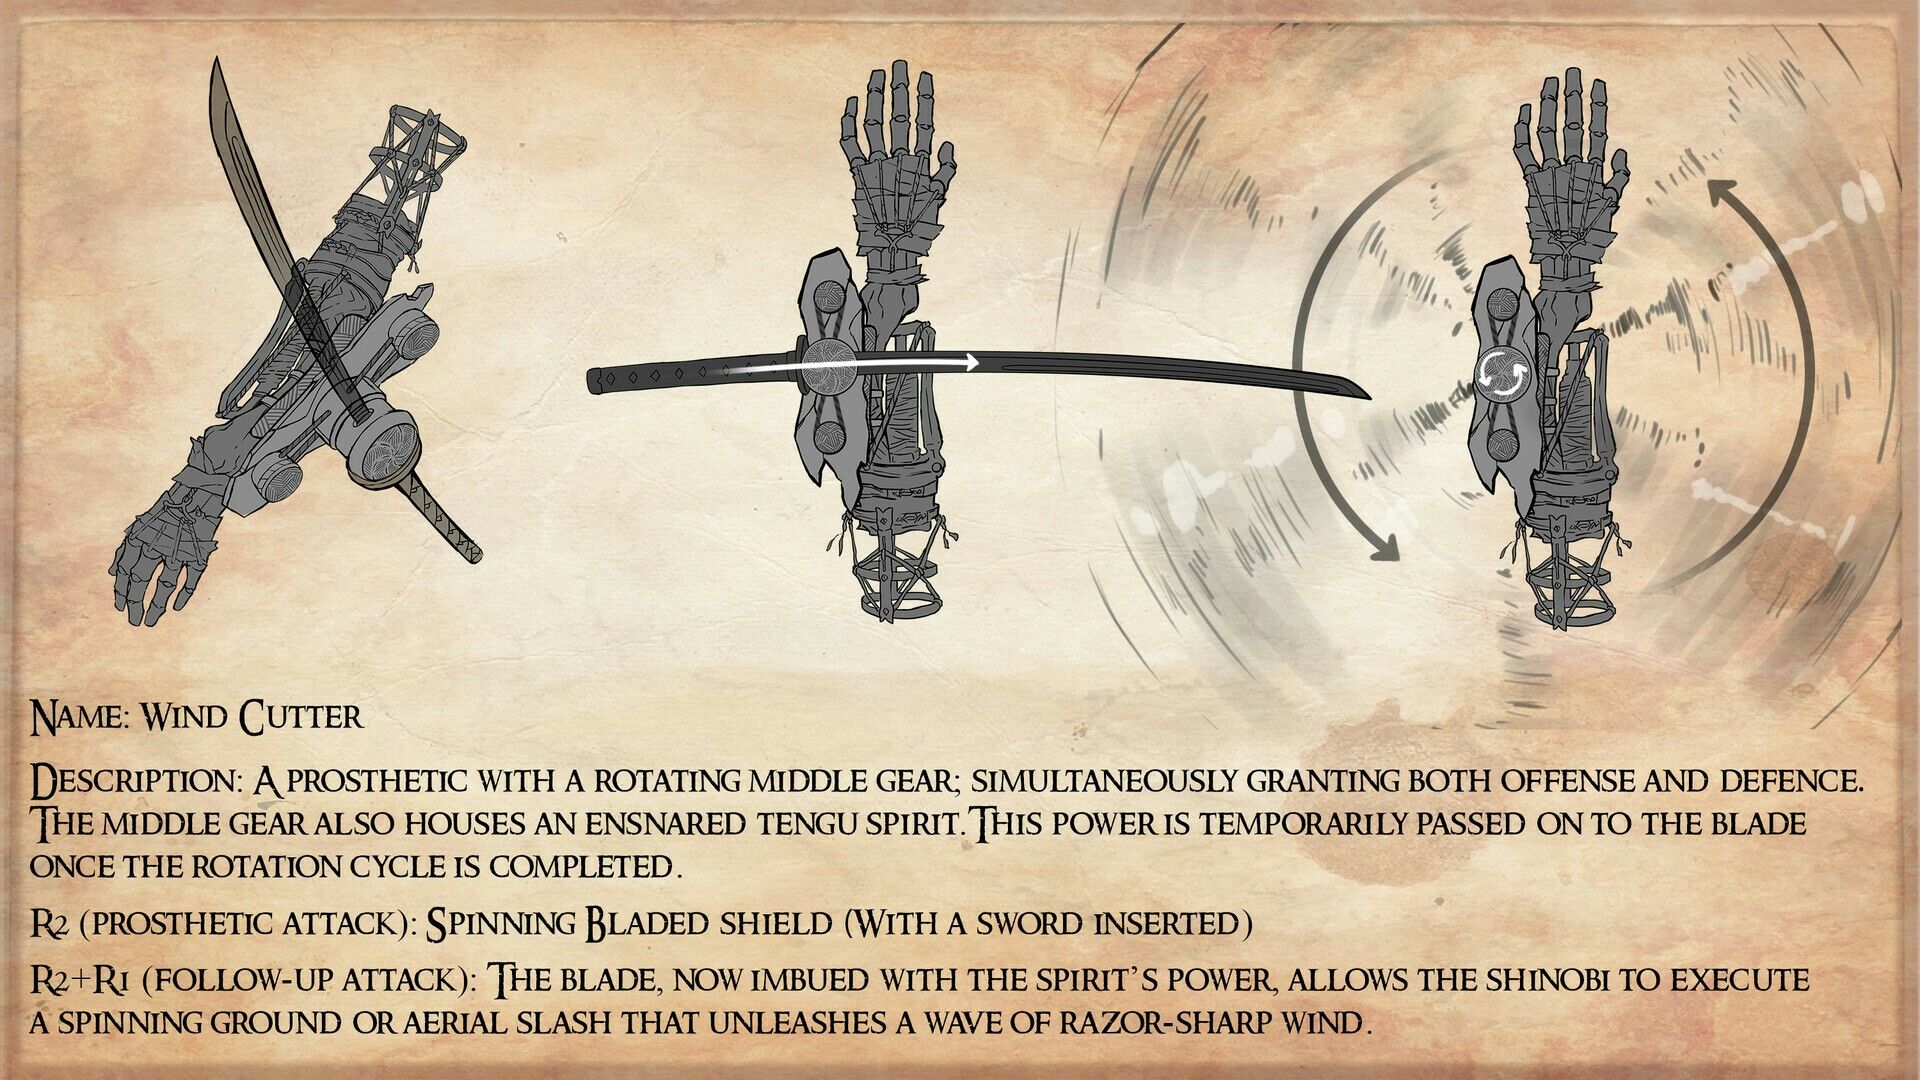 Name: Wind Cutter
Description: A prosthetic with a rotating middle gear; simultaneously granting both offense and defence.
The middle gear also houses an ensnared tengu spirit. This power is temporarily passed on to the blade
once the rotation cycle is completed.
R2 (prosthetic attack): Spinning Bladed shield (With a sword inserted)
R2+R1 (follow-up attack): The blade, now imbued with the spirit's power, allows the shinobi to execute
a spinning ground or aerial slash that unleashes a wave of razor-sharp wind.